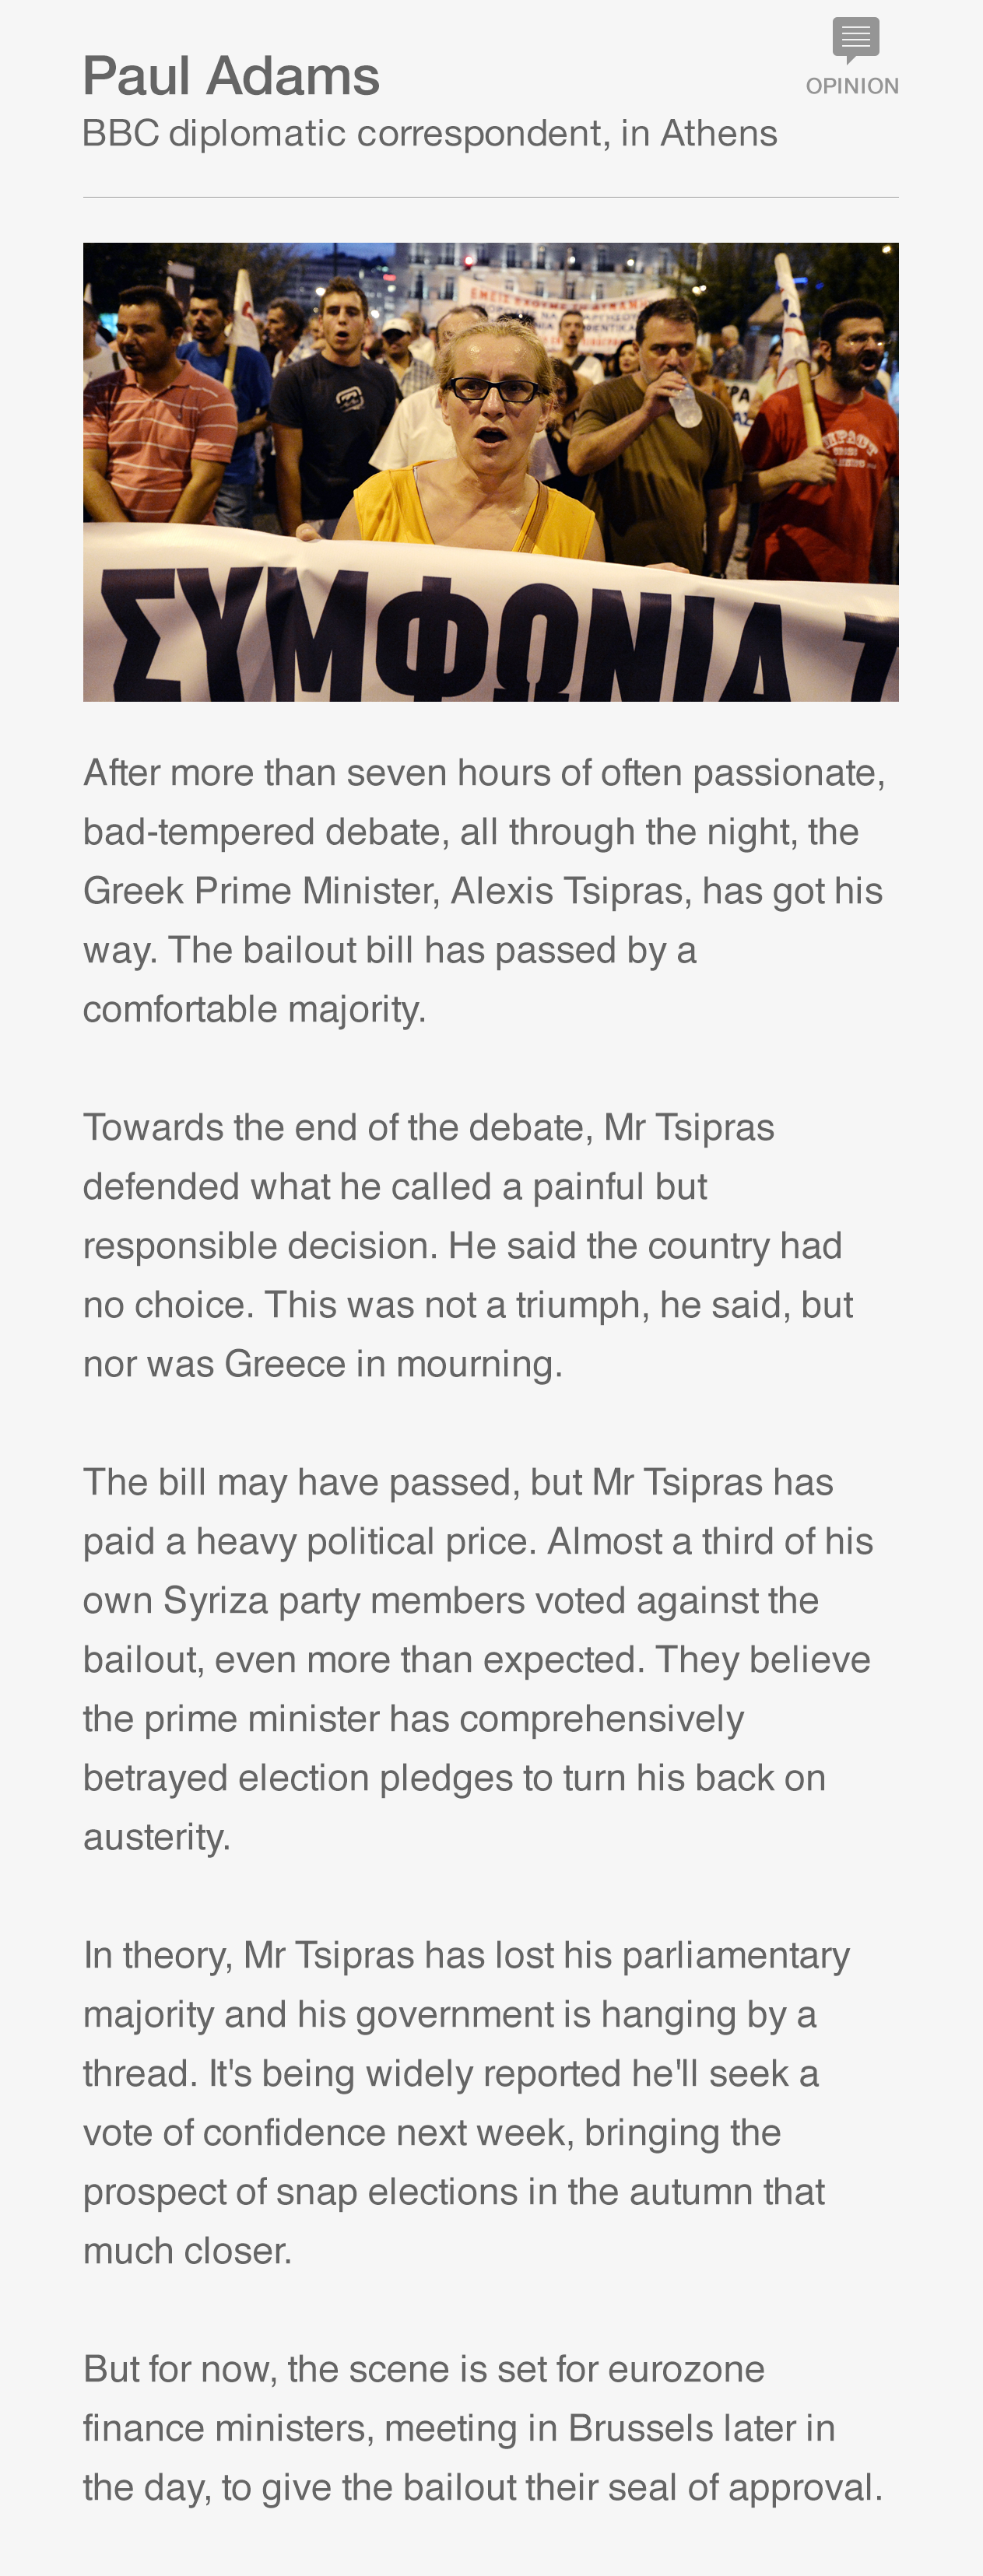 Paul Adams
OPINION
BBC diplomatic correspondent, in Athens
ΣΥΜΦΩΝΙΑ Τ
After more than seven hours of often passionate,
bad-tempered debate, all through the night, the
Greek Prime Minister, Alexis Tsipras, has got his
way. The bailout bill has passed by a
comfortable majority.
Towards the end of the debate, Mr Tsipras
defended what he called a painful but
responsible decision. He said the country had
no choice. This was not a triumph, he said, but
nor was Greece in mourning.
The bill may have passed, but Mr Tsipras has
paid a heavy political price. Almost a third of his
own Syriza party members voted against the
bailout, even more than expected. They believe
the prime minister has comprehensively
betrayed election pledges to turn his back on
austerity.
In theory, Mr Tsipras has lost his parliamentary
majority and his government is hanging by a
thread. It's being widely reported he'll seek a
vote of confidence next week, bringing the
prospect of snap elections in the autumn that
much closer.
But for now, the scene is set for eurozone
finance ministers, meeting in Brussels later in
the day, to give the bailout their seal of approval.